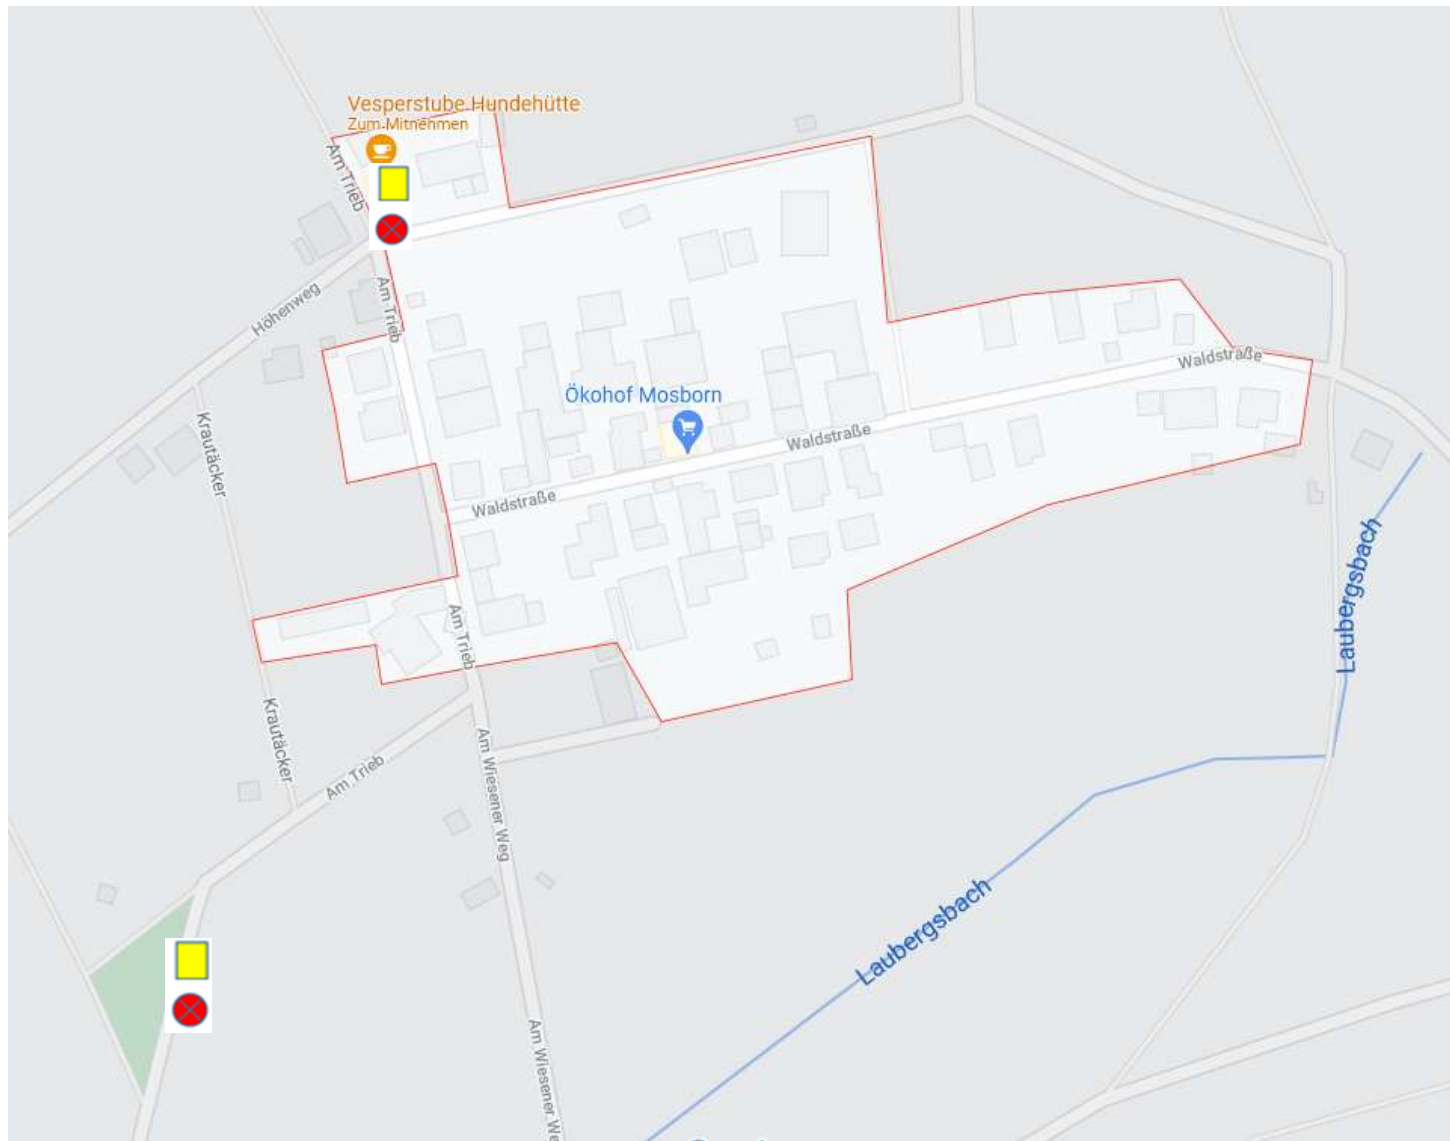 Vesperstube Hundehütte
Zum Mitnehmen
Am Trieb
Höhenweg
Am Trieb
Waldstraße
Ökohof Mosborn
Waldstraße
Krautäcker
Waldstraße
Laubergsbach
Am Trieb
Krautäcker
Am Trieb
Am Wiesener Weg
Laubergsbach
Am Wiesener We